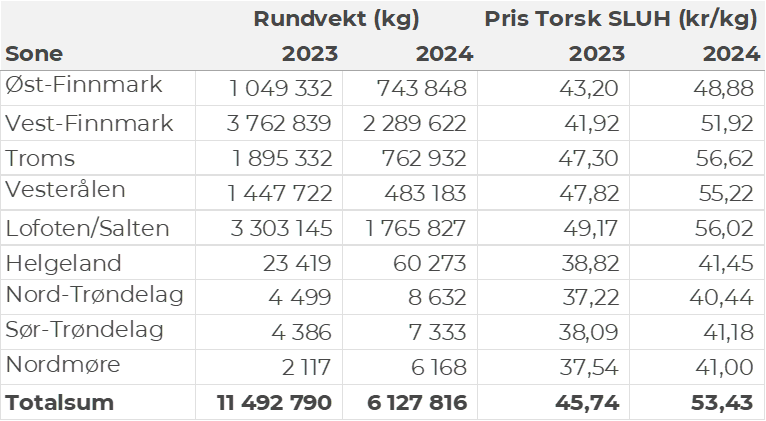 Rundvekt (kg) Pris Torsk SLUH (kr/kg)
Sone 2023 2024 2023 2024
Øst-Finnmark 1 049 332 743 848 43,20 48,88
Vest-Finnmark 3 762 839 2 289 622 41,92 51,92
Troms 1 895 332 762 932 47,30 56,62
Vesterålen 1 447 722 483 183 47,82 55,22
Lofoten/Salten 3 303 145 1 765 827 49,17 56,02
Helgeland 23 419 60 273 38,82 41,45
Nord-Trøndelag 4 499 8 632 37,22 40,44
Sør-Trøndelag 4 386 7 333 38,09 41,18
Nordmøre 2 117 6 168 37,54 41,00
Totalsum 11 492 790 6 127 816 45,74 53,43